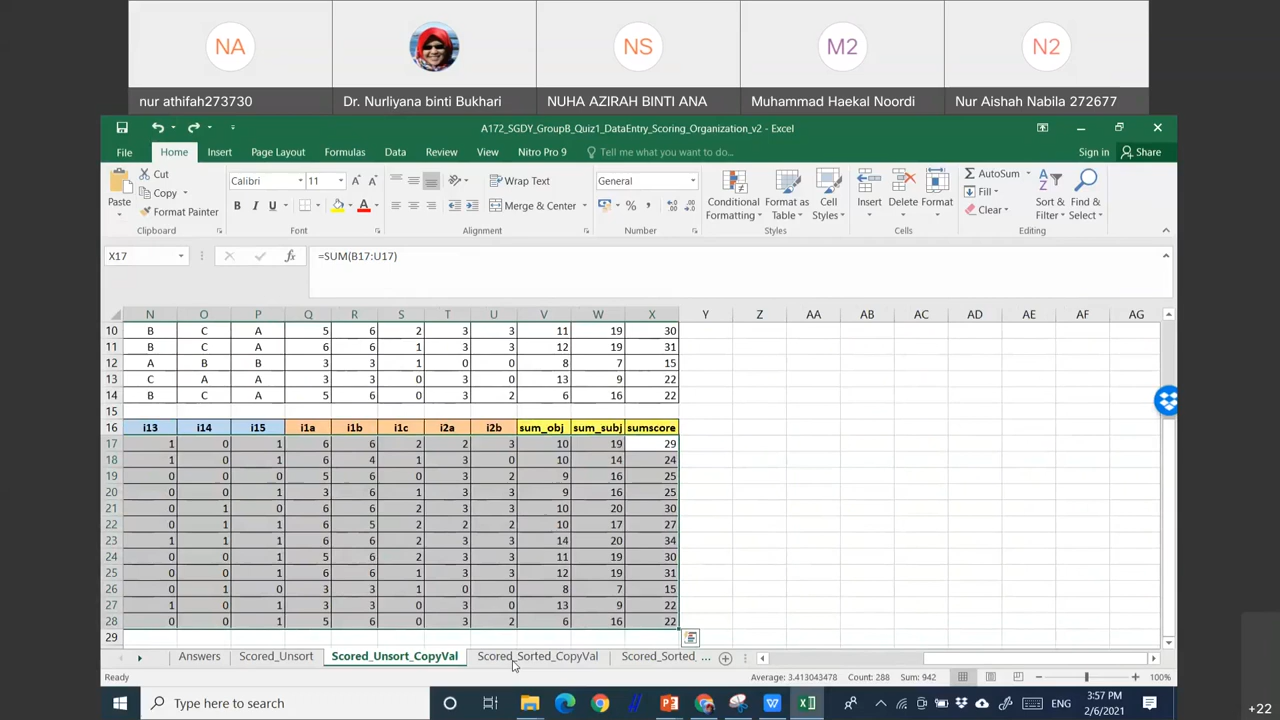 NA NS M2 N2
nur athifah273730 Dr. Nurliyana binti Bukhari NUHA AZIRAH BINTI ANA Muhammad Haekal Noordi Nur Aishah Nabila 272677
A172_SGDY_GroupB_Quiz1_DataEntry_Scoring_Organization_v2 - Excel
File Home Insert Page Layout Formulas Data Review View Nitro Pro 9 Tell me what you want to do... Sign in Share
Paste Cut Copy Format Painter
Calibri 11 A A Wrap Text General
B I U A Merge & Center % ,
Conditional Formatting Format as Table Cell Styles Insert Delete Format
AutoSum Fill Clear Sort & Filter Find & Select
Clipboard Font Alignment Number Styles Cells Editing
X17 fx =SUM(B17:U17)
N O P Q R S T U V W X Y Z AA AB AC AD AE AF AG
10 B C A 5 6 2 3 3 11 19 30
11 B C A 6 6 1 3 3 12 19 31
12 A B B 3 3 1 0 0 8 7 15
13 C A A 3 3 0 3 0 13 9 22
14 B C A 5 6 0 3 2 6 16 22
15
16 i13 i14 i15 i1a i1b i1c i2a i2b sum_obj sum_subj sumscore
17 1 0 1 6 6 2 2 3 10 19 29
18 1 0 1 6 4 1 3 0 10 14 24
19 0 0 0 5 6 0 3 2 9 16 25
20 0 0 1 3 6 1 3 3 9 16 25
21 0 1 0 6 6 2 3 3 10 20 30
22 0 1 1 6 5 2 2 2 10 17 27
23 1 1 1 6 6 2 3 3 14 20 34
24 0 0 1 5 6 2 3 3 11 19 30
25 0 0 1 6 6 1 3 3 12 19 31
26 0 1 0 3 3 1 0 0 8 7 15
27 1 0 1 3 3 0 3 0 13 9 22
28 0 0 1 5 6 0 3 2 6 16 22
29
Answers Scored_Unsort Scored_Unsort_CopyVal Scored_Sorted_CopyVal Scored_Sorted_ ...
Ready Average: 3.413043478 Count: 288 Sum: 942 100%
Type here to search ENG 3:57 PM
2/6/2021
+22